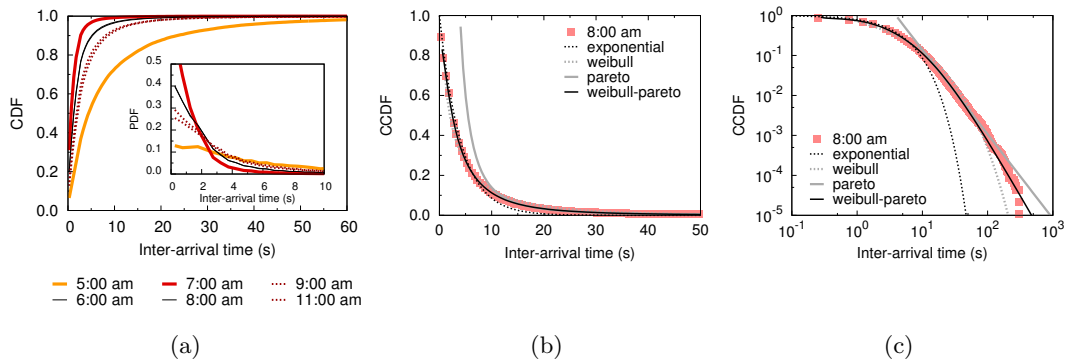 1.0
0.8
0.6
0.4
0.2
0.0
CDF
0 10 20 30 40 50 60
Inter-arrival time (s)
0.5
0.4
0.3
0.2
0.1
0.0
PDF
0 2 4 6 8 10
Inter-arrival time (s)
5:00 am 7:00 am 9:00 am
6:00 am 8:00 am 11:00 am
(a)
1.0
0.8
0.6
0.4
0.2
0.0
CCDF
8:00 am
exponential
weibull
pareto
weibull-pareto
0 10 20 30 40 50
Inter-arrival time (s)
(b)
10^0
10^-1
10^-2
10^-3
10^-4
10^-5
CCDF
8:00 am
exponential
weibull
pareto
weibull-pareto
10^-1 10^0 10^1 10^2 10^3
Inter-arrival time (s)
(c)